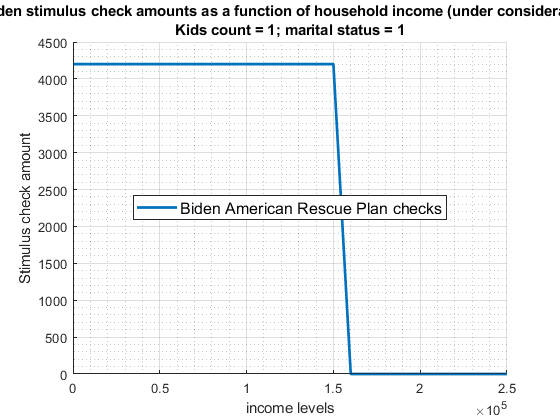 den stimulus check amounts as a function of household income (under considera
Kids count = 1; marital status = 1
4500
4000
3500
3000
2500
2000
1500
1000
500
0
Stimulus check amount
Biden American Rescue Plan checks
0 0.5 1 1.5 2 2.5
income levels
×10⁵